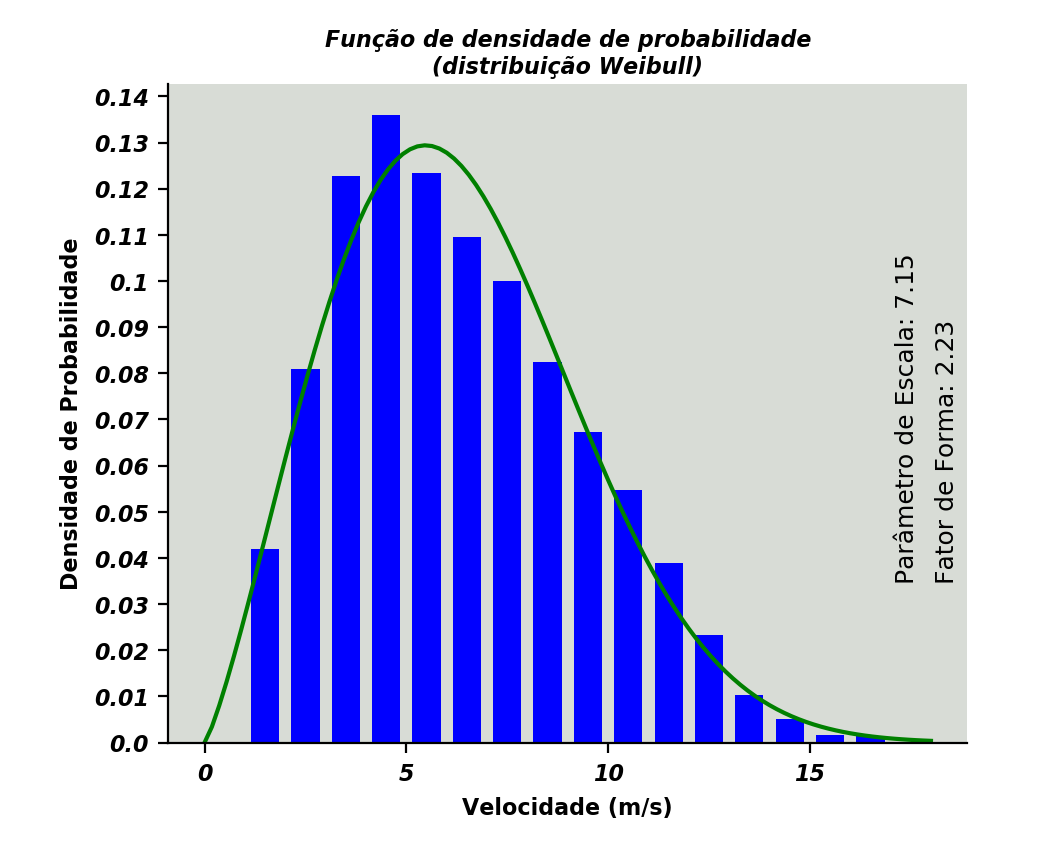 Função de densidade de probabilidade
(distribuição Weibull)
0.14
0.13
0.12
0.11
0.1
0.09
0.08
0.07
0.06
0.05
0.04
0.03
0.02
0.01
0.0
Densidade de Probabilidade
0 5 10 15
Velocidade (m/s)
Parâmetro de Escala: 7.15
Fator de Forma: 2.23